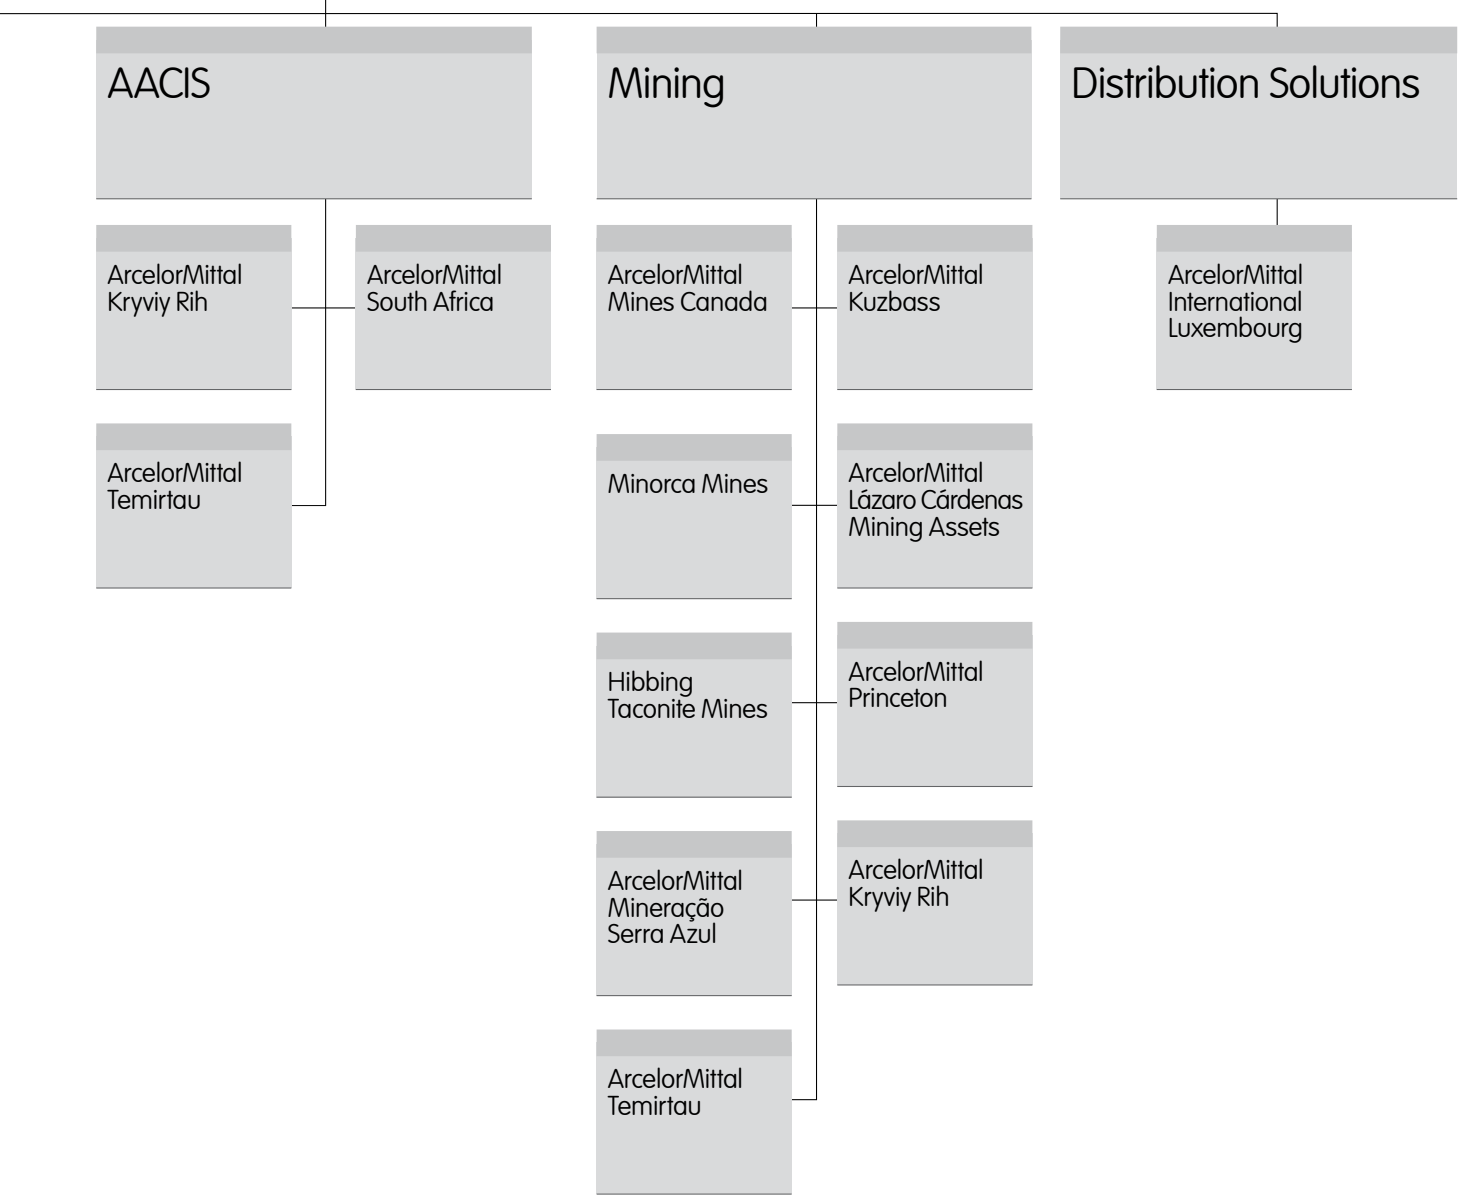 AACIS
ArcelorMittal
Kryviy Rih
ArcelorMittal
South Africa
ArcelorMittal
Temirtau
Mining
ArcelorMittal
Mines Canada
ArcelorMittal
Kuzbass
Minorca Mines
ArcelorMittal
Lázaro Cárdenas
Mining Assets
Hibbing
Taconite Mines
ArcelorMittal
Princeton
ArcelorMittal
Mineração
Serra Azul
ArcelorMittal
Kryviy Rih
ArcelorMittal
Temirtau
Distribution Solutions
ArcelorMittal
International
Luxembourg